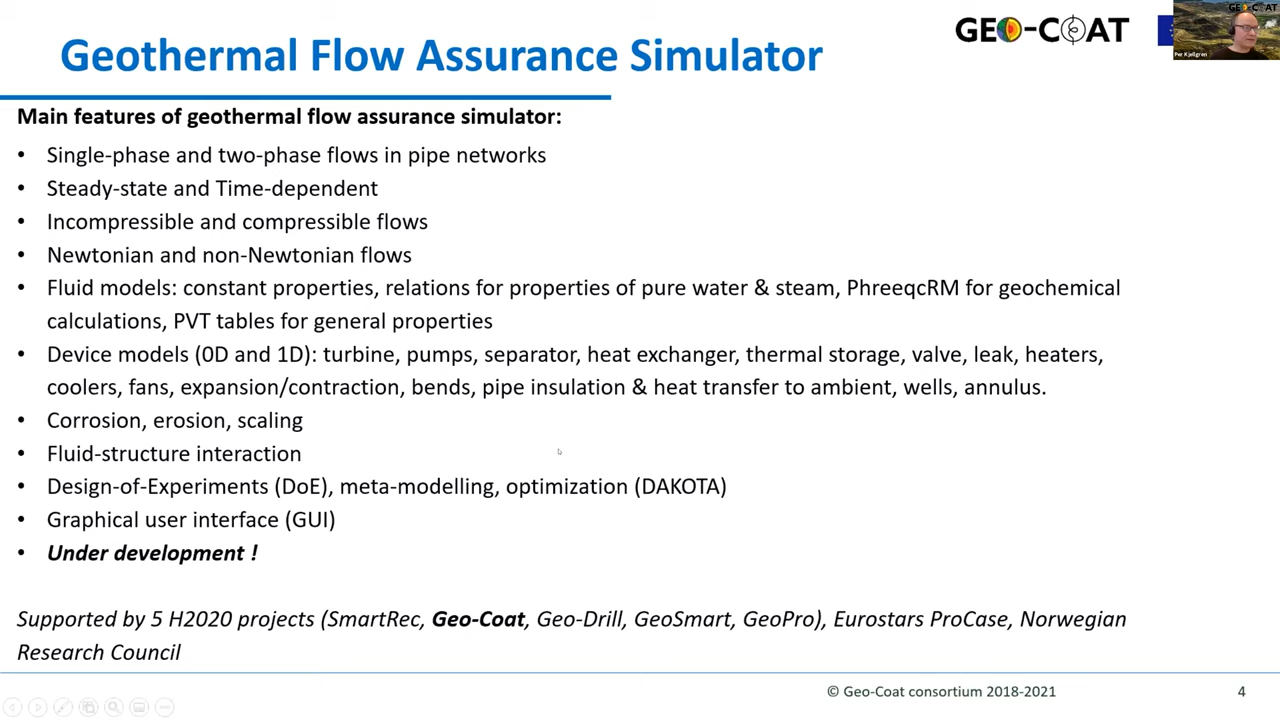 Geothermal Flow Assurance Simulator
GEO-COAT
GEO-COAT
Per Kjellgren
Main features of geothermal flow assurance simulator:
• Single-phase and two-phase flows in pipe networks
• Steady-state and Time-dependent
• Incompressible and compressible flows
• Newtonian and non-Newtonian flows
• Fluid models: constant properties, relations for properties of pure water & steam, PhreeqcRM for geochemical
calculations, PVT tables for general properties
• Device models (0D and 1D): turbine, pumps, separator, heat exchanger, thermal storage, valve, leak, heaters,
coolers, fans, expansion/contraction, bends, pipe insulation & heat transfer to ambient, wells, annulus.
• Corrosion, erosion, scaling
• Fluid-structure interaction
• Design-of-Experiments (DoE), meta-modelling, optimization (DAKOTA)
• Graphical user interface (GUI)
• Under development !
Supported by 5 H2020 projects (SmartRec, Geo-Coat, Geo-Drill, GeoSmart, GeoPro), Eurostars ProCase, Norwegian
Research Council
© Geo-Coat consortium 2018-2021
4